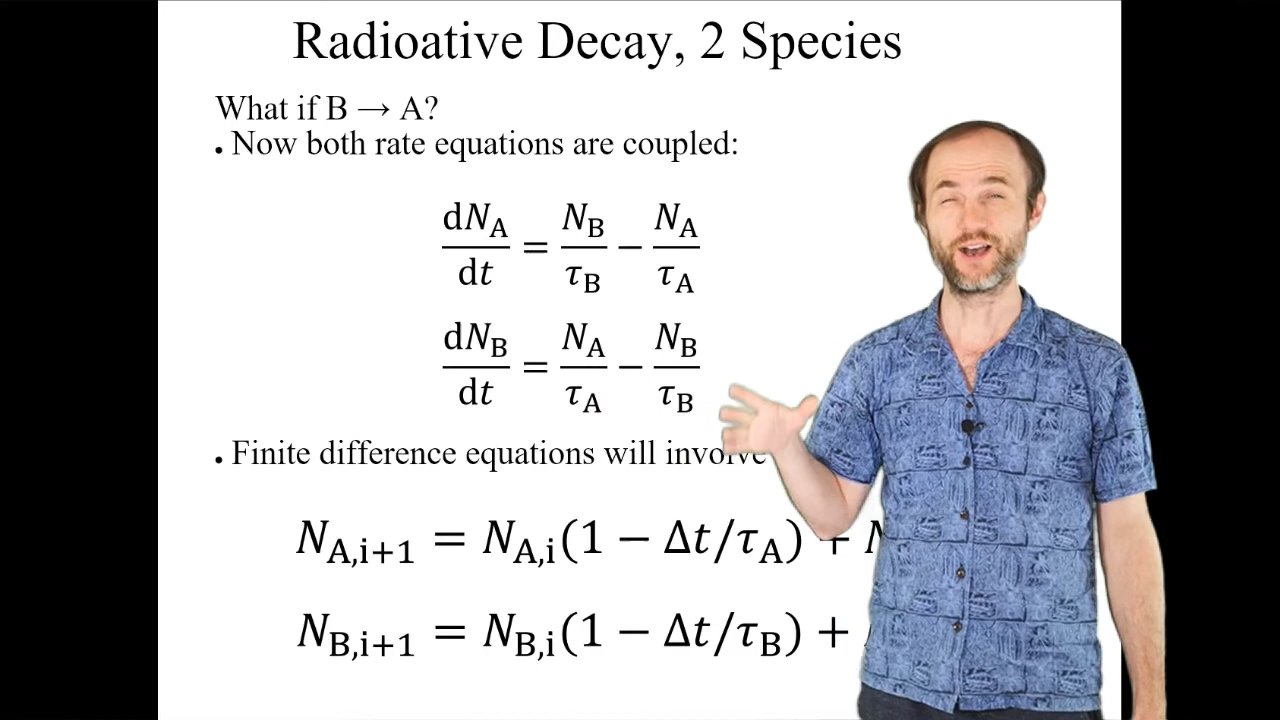 Radioative Decay, 2 Species
What if B → A?
• Now both rate equations are coupled:
dN_A/dt = N_B/τ_B − N_A/τ_A
dN_B/dt = N_A/τ_A − N_B/τ_B
• Finite difference equations will involve
N_A,i+1 = N_A,i(1 − Δt/τ_A) + N
N_B,i+1 = N_B,i(1 − Δt/τ_B) +